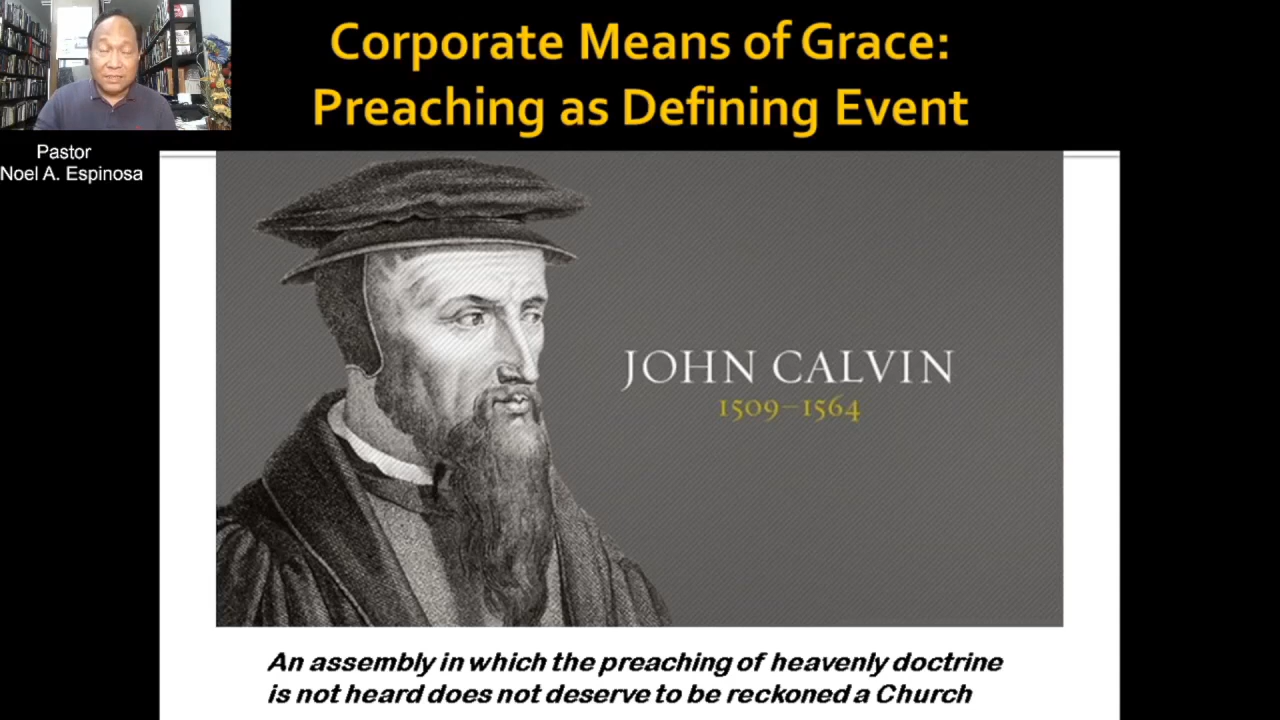 Corporate Means of Grace:
Preaching as Defining Event
Pastor
Noel A. Espinosa
JOHN CALVIN
1509–1564
An assembly in which the preaching of heavenly doctrine
is not heard does not deserve to be reckoned a Church